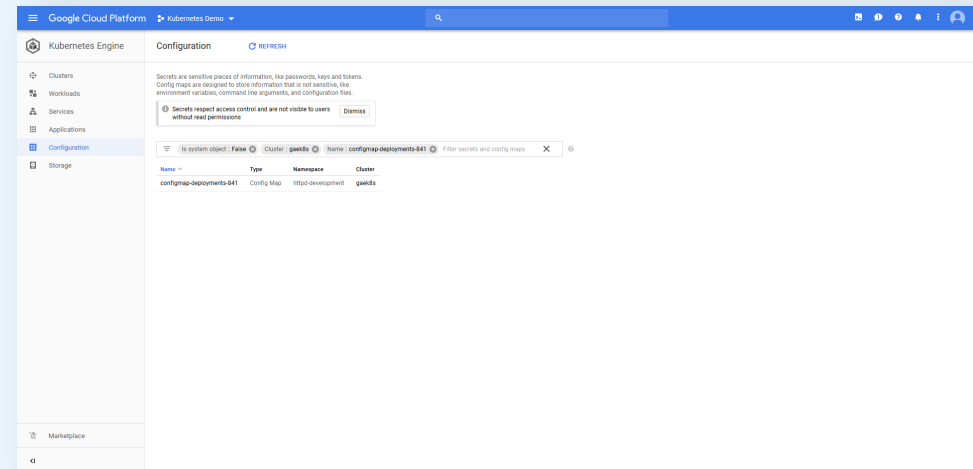 Google Cloud Platform Kubernetes Demo
Kubernetes Engine
Configuration
REFRESH
Clusters
Workloads
Services
Applications
Configuration
Storage
Marketplace
Secrets are sensitive pieces of information, like passwords, keys and tokens.
Config maps are designed to store information that is not sensitive, like
environment variables, command line arguments, and configuration files.
Secrets respect access control and are not visible to users
without read permissions
Dismiss
Is system object : False Cluster : gaek8s Name : configmap-deployments-841 Filter secrets and config maps
Name Type Namespace Cluster
configmap-deployments-841 Config Map httpd-development gaek8s